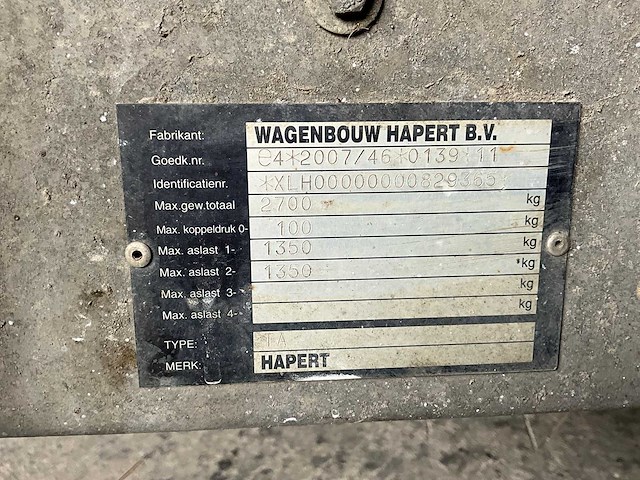 Fabrikant: WAGENBOUW HAPERT B.V.
Goedk.nr. e4*2007/46*0139*11
Identificatienr. *XLH00000000829365*
Max.gew.totaal 2700 kg
Max. koppeldruk 0- 100 kg
Max. aslast 1- 1350 kg
Max. aslast 2- 1350 kg
Max. aslast 3- kg
Max. aslast 4- kg
TYPE: TA
MERK: HAPERT